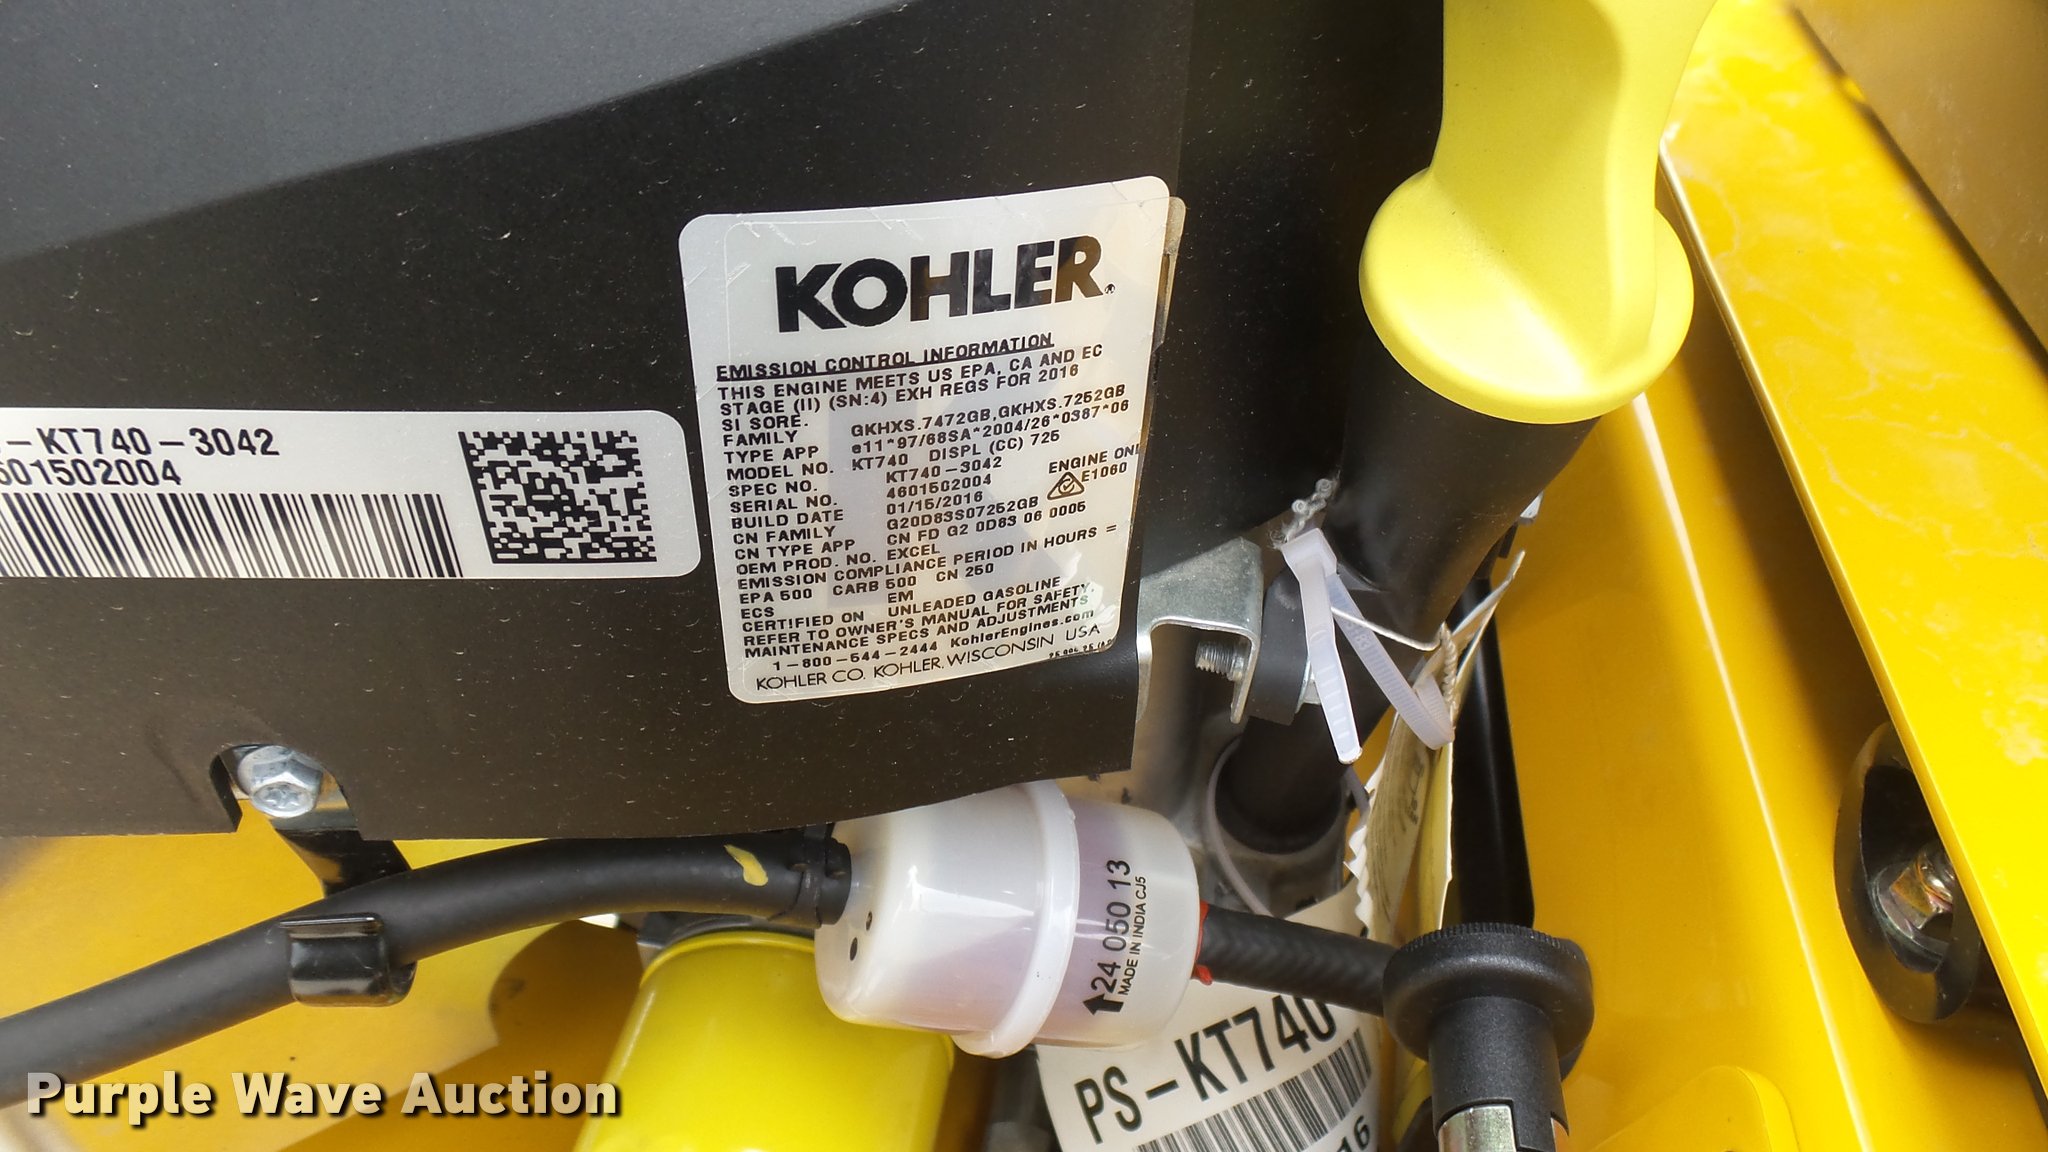 KOHLER.
EMISSION CONTROL INFORMATION
THIS ENGINE MEETS US EPA, CA AND EC
STAGE (II) (SN:4) EXH REGS FOR 2016
SI SORE.
FAMILY GKHXS.7472GB,GKHXS.7252GB
TYPE APP e11*97/68SA*2004/26*0387*06
MODEL NO. KT740 DISPL (CC) 725
SPEC NO. KT740-3042 ENGINE ONL
SERIAL NO. 4601502004 E1060
BUILD DATE 01/15/2016
CN FAMILY G20D83S07252GB
CN TYPE APP CN FD G2 0D83 06 0005
OEM PROD. NO. EXCEL
EMISSION COMPLIANCE PERIOD IN HOURS =
EPA 500 CARB 500 CN 250
ECS EM
CERTIFIED ON UNLEADED GASOLINE
REFER TO OWNER'S MANUAL FOR SAFETY,
MAINTENANCE SPECS AND ADJUSTMENTS
1-800-544-2444 KohlerEngines.com
KOHLER CO. KOHLER, WISCONSIN USA
-KT740-3042
601502004
24 050 13
MADE IN INDIA CJ5
PS-KT740
16
Purple Wave Auction